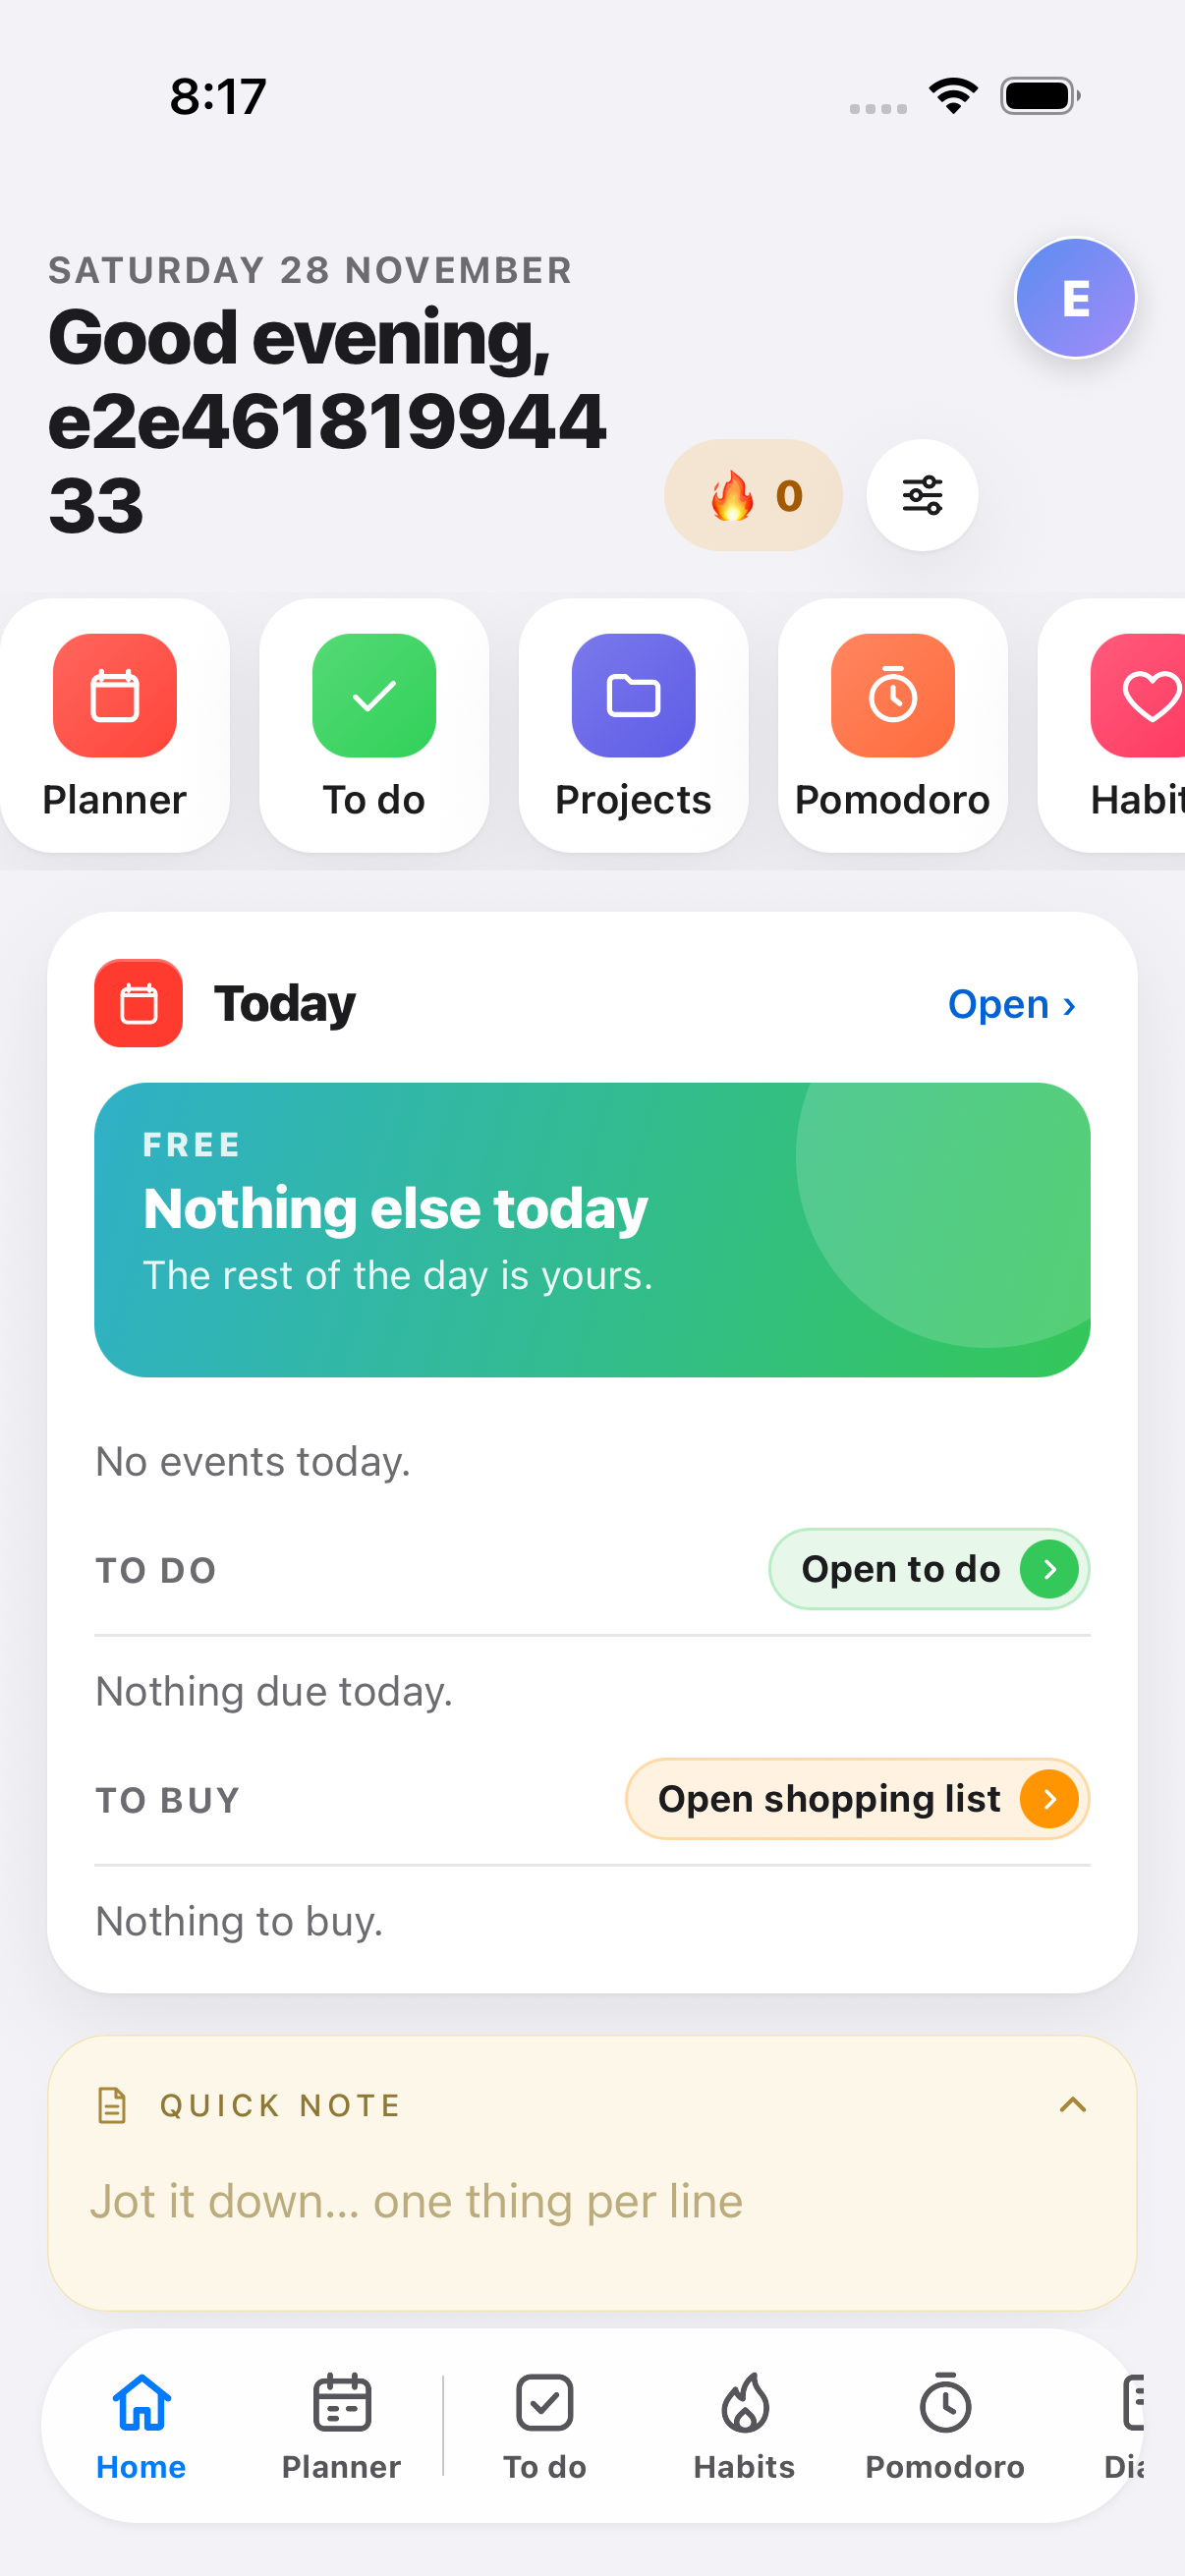 8:17
SATURDAY 28 NOVEMBER
E
Good evening,
e2e461819944
33
🔥 0
Planner
To do
Projects
Pomodoro
Habit
Today
Open ›
FREE
Nothing else today
The rest of the day is yours.
No events today.
TO DO
Open to do
Nothing due today.
TO BUY
Open shopping list
Nothing to buy.
QUICK NOTE
Jot it down... one thing per line
Home
Planner
To do
Habits
Pomodoro